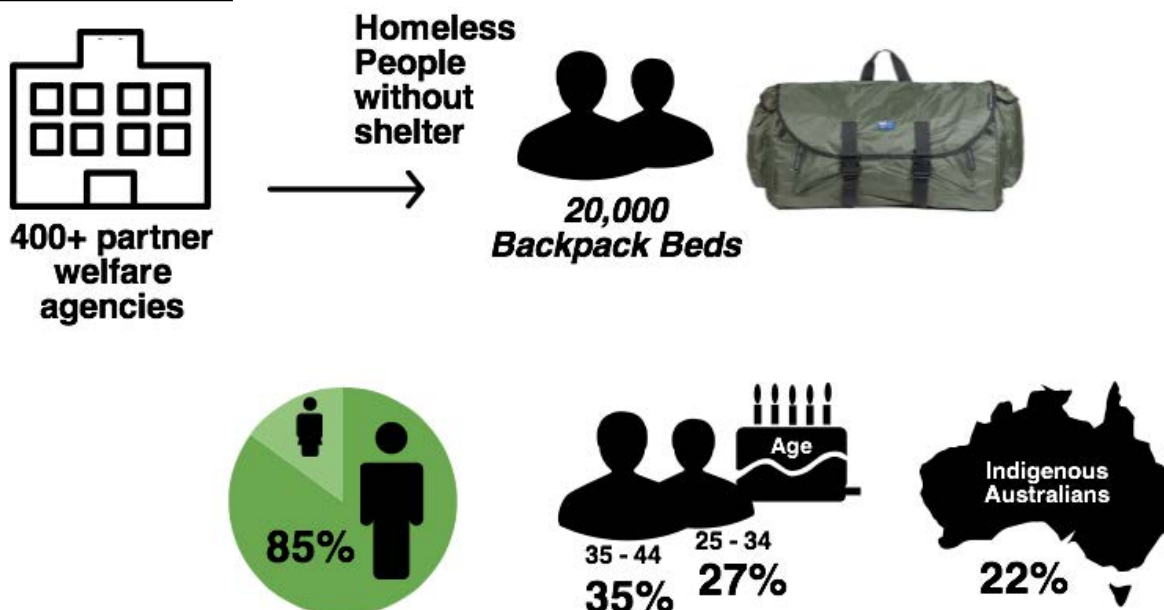 Homeless
People
without
shelter
400+ partner
welfare
agencies
20,000
Backpack Beds
85%
Age
35 - 44
35%
25 - 34
27%
Indigenous
Australians
22%